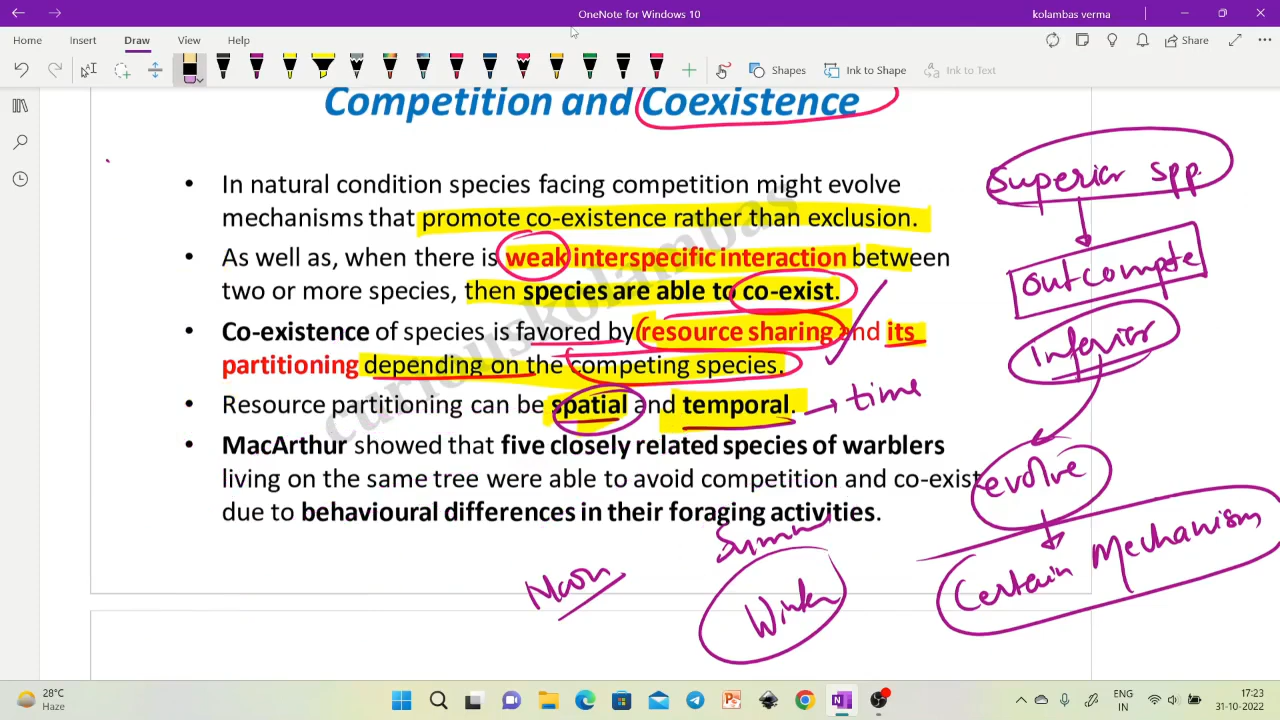 OneNote for Windows 10
kolambas verma
Home Insert Draw View Help
Share
Shapes
Ink to Shape
Ink to Text
Competition and Coexistence
• In natural condition species facing competition might evolve
mechanisms that promote co-existence rather than exclusion.
• As well as, when there is weak interspecific interaction between
two or more species, then species are able to co-exist.
• Co-existence of species is favored by resource sharing and its
partitioning depending on the competing species.
• Resource partitioning can be spatial and temporal. → time
• MacArthur showed that five closely related species of warblers
living on the same tree were able to avoid competition and co-exist
due to behavioural differences in their foraging activities.
curiouskolambas
Superior spp.
outcompte
Inferior
evolve
Certain Mechanism
Summ
Winter
28°C
Haze
ENG
IN
17:23
31-10-2022